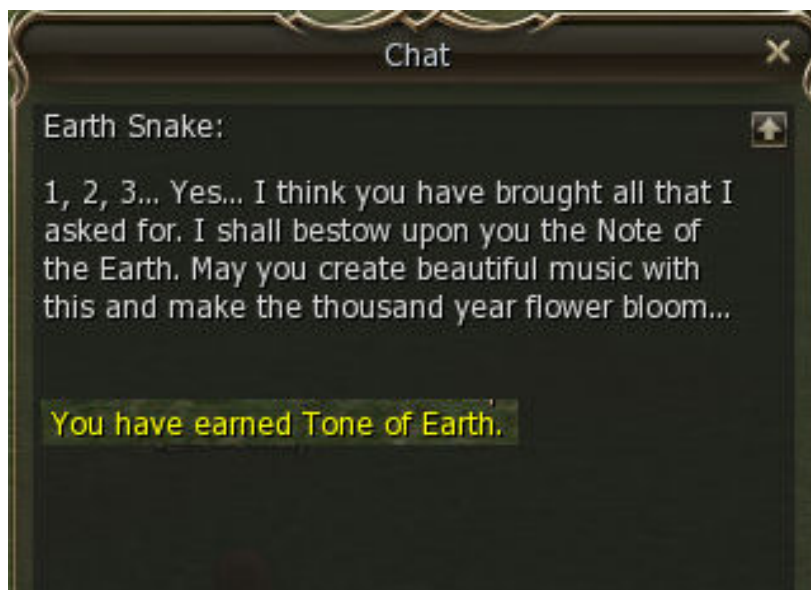 Chat
Earth Snake:
1, 2, 3... Yes... I think you have brought all that I
asked for. I shall bestow upon you the Note of
the Earth. May you create beautiful music with
this and make the thousand year flower bloom...
You have earned Tone of Earth.